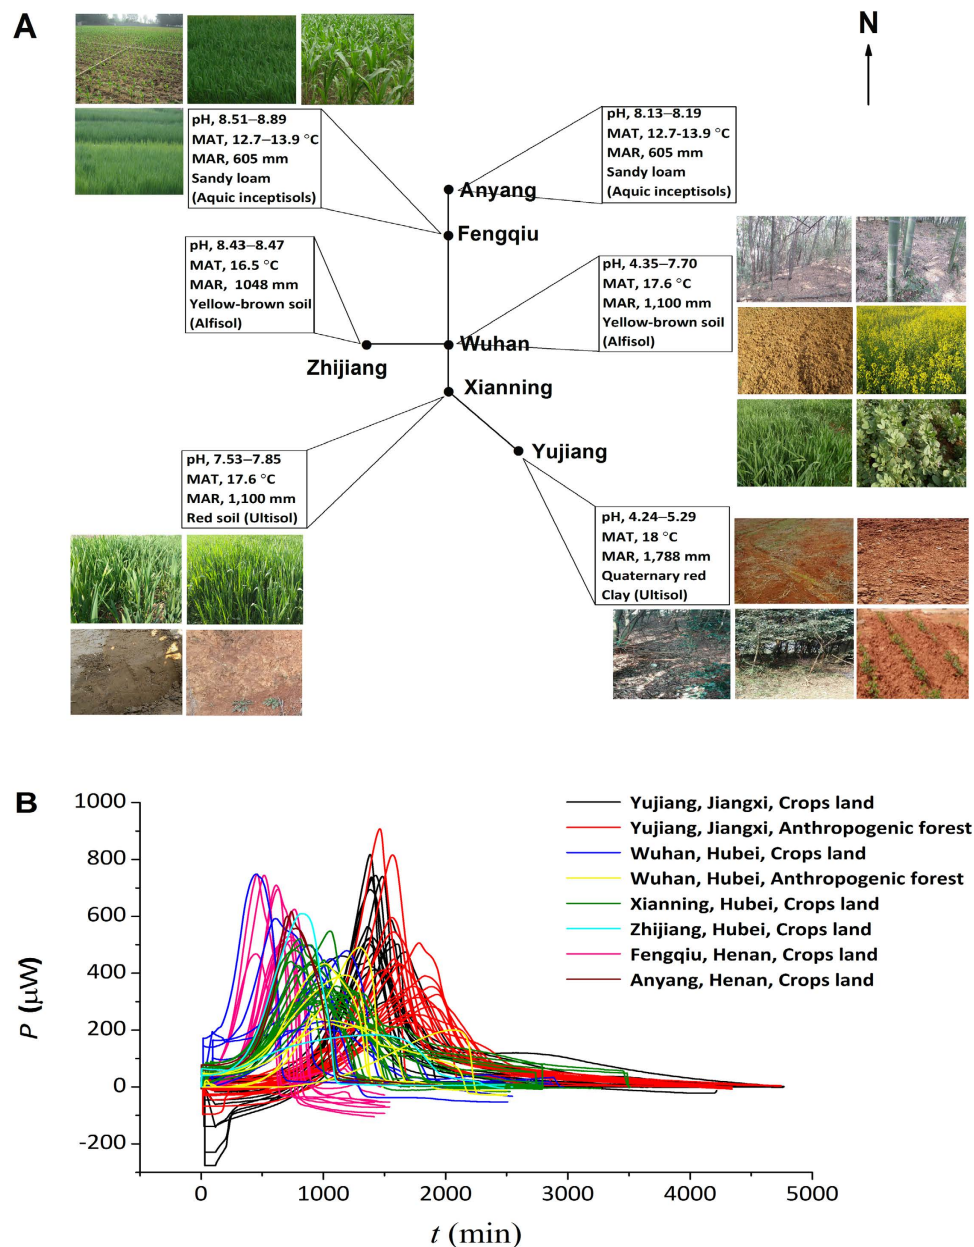 A
N
pH, 8.51–8.89
MAT, 12.7–13.9 °C
MAR, 605 mm
Sandy loam
(Aquic inceptisols)
pH, 8.13–8.19
MAT, 12.7-13.9 °C
MAR, 605 mm
Sandy loam
(Aquic inceptisols)
Anyang
Fengqiu
pH, 8.43–8.47
MAT, 16.5 °C
MAR, 1048 mm
Yellow-brown soil
(Alfisol)
pH, 4.35–7.70
MAT, 17.6 °C
MAR, 1,100 mm
Yellow-brown soil
(Alfisol)
Zhijiang
Wuhan
Xianning
Yujiang
pH, 7.53–7.85
MAT, 17.6 °C
MAR, 1,100 mm
Red soil (Ultisol)
pH, 4.24–5.29
MAT, 18 °C
MAR, 1,788 mm
Quaternary red
Clay (Ultisol)
B
1000
800
600
400
200
0
-200
P (μW)
Yujiang, Jiangxi, Crops land
Yujiang, Jiangxi, Anthropogenic forest
Wuhan, Hubei, Crops land
Wuhan, Hubei, Anthropogenic forest
Xianning, Hubei, Crops land
Zhijiang, Hubei, Crops land
Fengqiu, Henan, Crops land
Anyang, Henan, Crops land
0 1000 2000 3000 4000 5000
t (min)